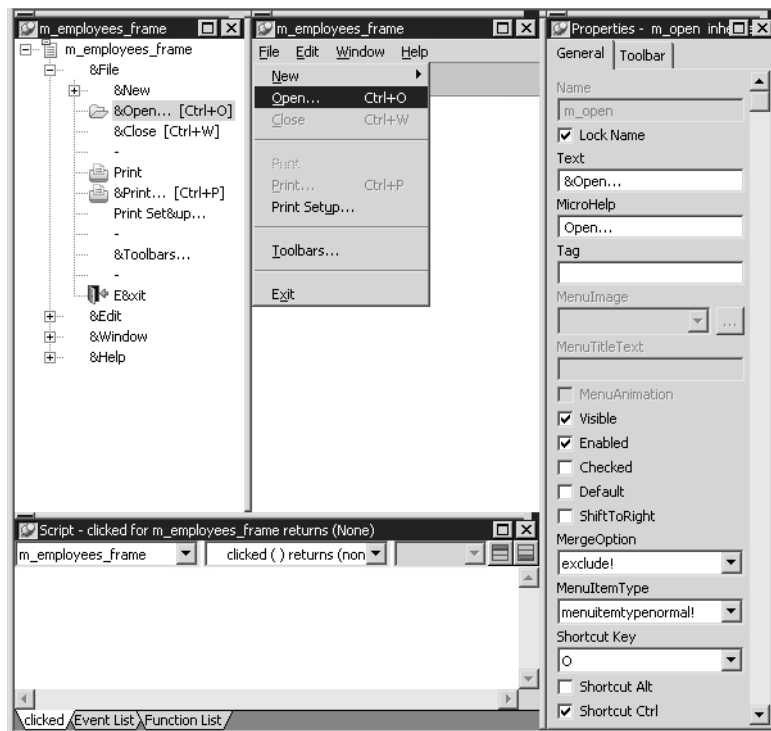 m_employees_frame
m_employees_frame
&File
&New
&Open... [Ctrl+O]
&Close [Ctrl+W]
-
Print
&Print... [Ctrl+P]
Print Set&up...
-
&Toolbars...
-
E&xit
&Edit
&Window
&Help
m_employees_frame
File Edit Window Help
New
Open... Ctrl+O
Close Ctrl+W
Print
Print... Ctrl+P
Print Setup...
Toolbars...
Exit
Properties - m_open inhe
General Toolbar
Name
m_open
Lock Name
Text
&Open...
MicroHelp
Open...
Tag
MenuImage
...
MenuTitleText
MenuAnimation
Visible
Enabled
Checked
Default
ShiftToRight
MergeOption
exclude!
MenuItemType
menuitemtypenormal!
Shortcut Key
O
Shortcut Alt
Shortcut Ctrl
Script - clicked for m_employees_frame returns (None)
m_employees_frame clicked ( ) returns (non
clicked Event List Function List